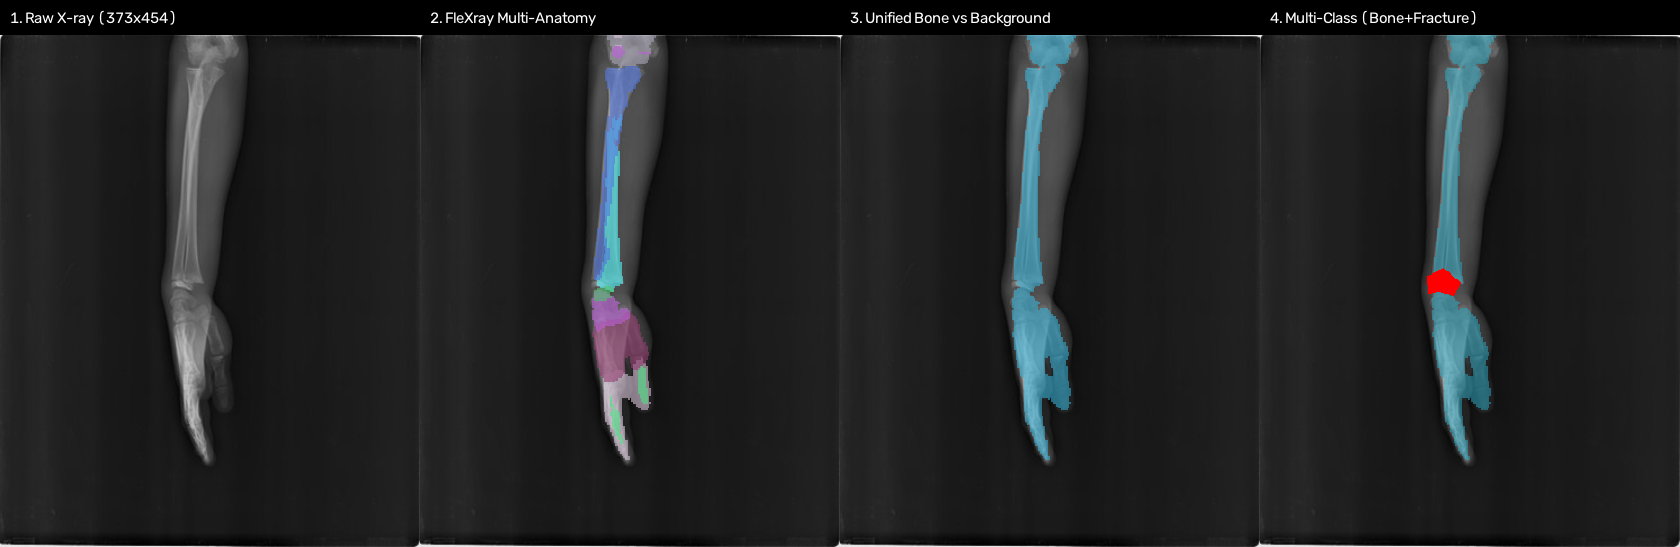 1. Raw X-ray (373x454)
2. FleXray Multi-Anatomy
3. Unified Bone vs Background
4. Multi-Class (Bone+Fracture)